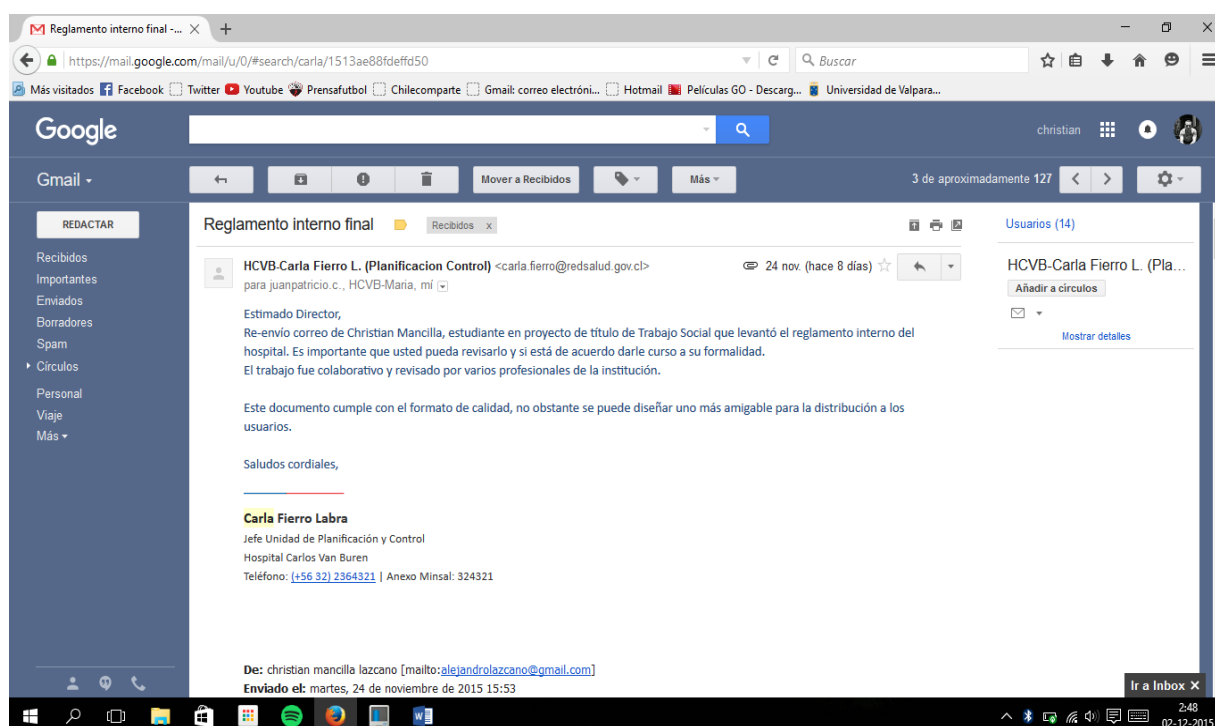 Reglamento interno final -...
https://mail.google.com/mail/u/0/#search/carla/1513ae88fdeffd50
Buscar
Más visitados Facebook Twitter Youtube Prensafutbol Chilecomparte Gmail: correo electróni... Hotmail Películas GO - Descarg... Universidad de Valpara...
Google
christian
Gmail
Mover a Recibidos
Más
3 de aproximadamente 127
REDACTAR
Recibidos
Importantes
Enviados
Borradores
Spam
Círculos
Personal
Viaje
Más
Reglamento interno final
Recibidos x
HCVB-Carla Fierro L. (Planificacion Control) <carla.fierro@redsalud.gov.cl>
24 nov. (hace 8 días)
para juanpatricio.c., HCVB-Maria, mí
Estimado Director,
Re-envío correo de Christian Mancilla, estudiante en proyecto de título de Trabajo Social que levantó el reglamento interno del
hospital. Es importante que usted pueda revisarlo y si está de acuerdo darle curso a su formalidad.
El trabajo fue colaborativo y revisado por varios profesionales de la institución.
Este documento cumple con el formato de calidad, no obstante se puede diseñar uno más amigable para la distribución a los
usuarios.
Saludos cordiales,
Carla Fierro Labra
Jefe Unidad de Planificación y Control
Hospital Carlos Van Buren
Teléfono: (+56 32) 2364321 | Anexo Minsal: 324321
De: christian mancilla lazcano [mailto:alejandrolazcano@gmail.com]
Enviado el: martes, 24 de noviembre de 2015 15:53
Usuarios (14)
HCVB-Carla Fierro L. (Pla...
Añadir a círculos
Mostrar detalles
Ir a Inbox X
2:48
02-12-2015